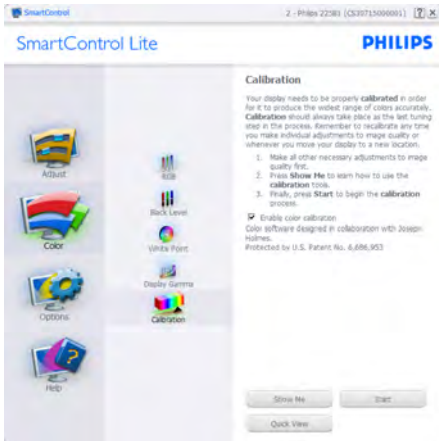 SmartControl
2 - Philips 225B1 (CS39715000001)
SmartControl Lite
PHILIPS
Adjust
Color
Options
Help
RGB
Black Level
White Point
Display Gamma
Calibration
Calibration
Your display needs to be properly calibrated in order
for it to produce the widest range of colors accurately.
Calibration should always take place as the last tuning
step in the process. Remember to recalibrate any time
you make individual adjustments to image quality or
whenever you move your display to a new location.
1. Make all other necessary adjustments to image
quality first.
2. Press Show Me to learn how to use the
calibration tools.
3. Finally, press Start to begin the calibration
process.
Enable color calibration
Color software designed in collaboration with Joseph
Holmes.
Protected by U.S. Patent No. 6,686,953
Show Me
Start
Quick View